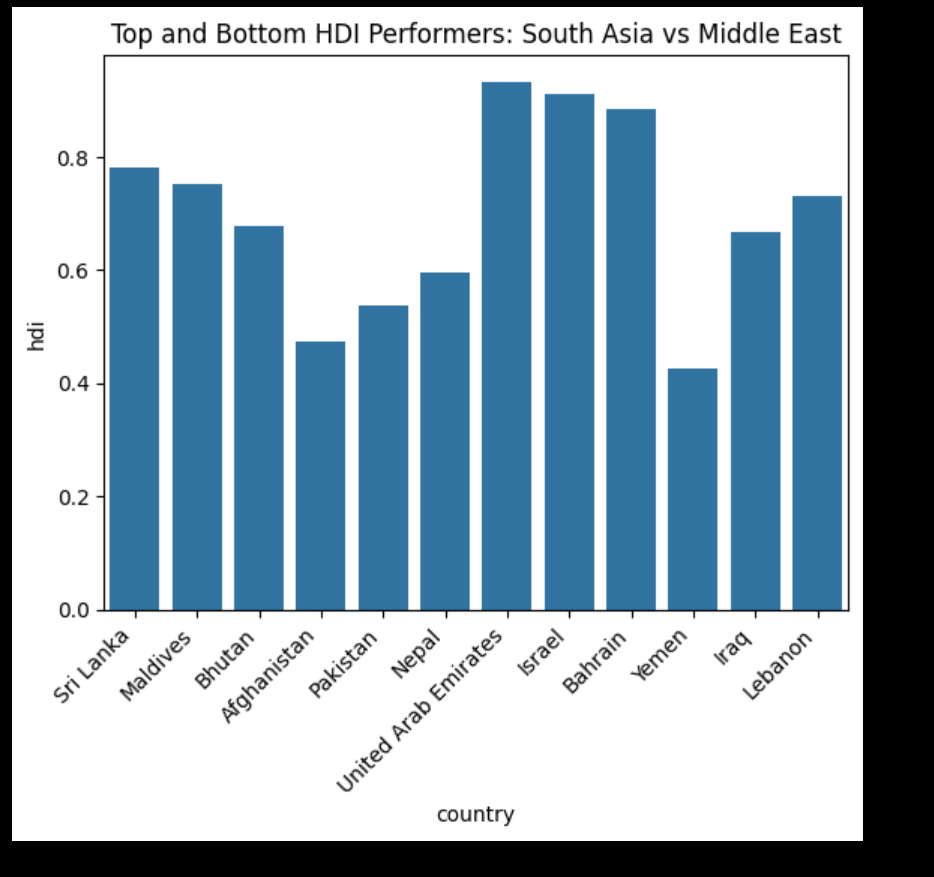 Top and Bottom HDI Performers: South Asia vs Middle East
hdi
0.8
0.6
0.4
0.2
0.0
Sri Lanka
Maldives
Bhutan
Afghanistan
Pakistan
Nepal
United Arab Emirates
Israel
Bahrain
Yemen
Iraq
Lebanon
country